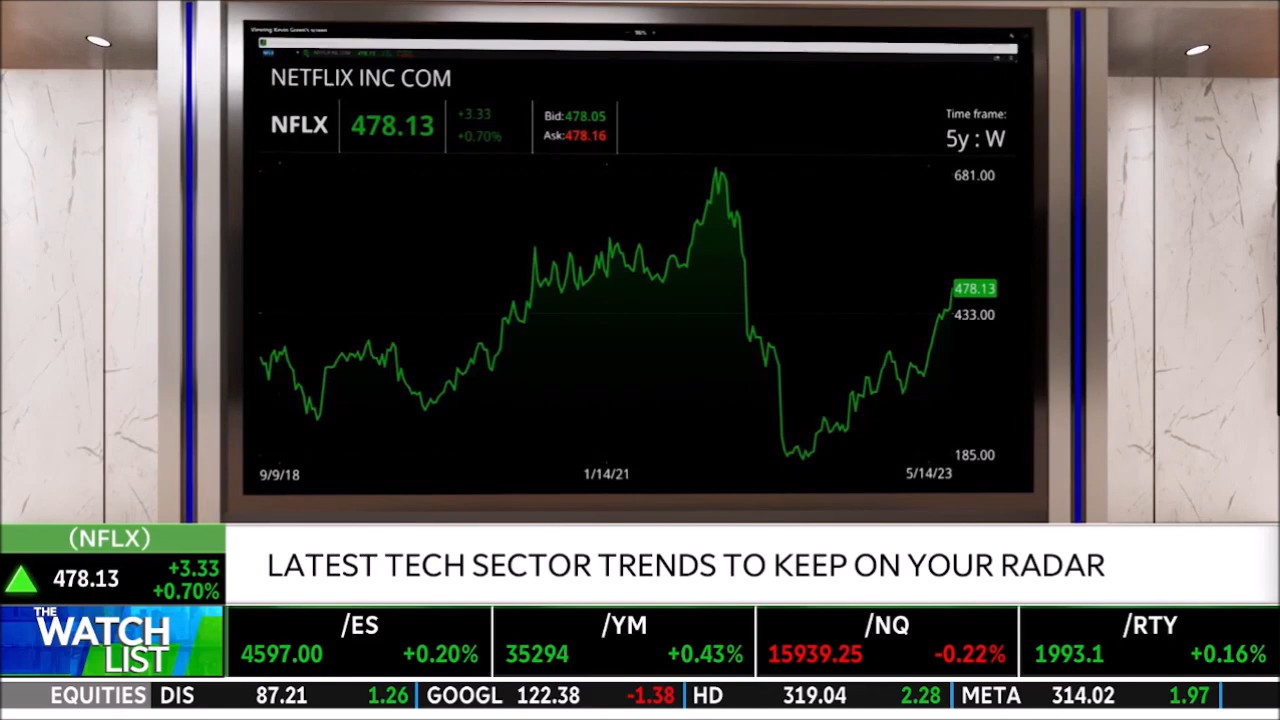 Viewing Kevin Green's screen
96%
NETFLIX INC COM
NFLX
478.13
+3.33
+0.70%
Bid:478.05
Ask:478.16
Time frame:
5y : W
681.00
478.13
433.00
185.00
9/9/18
1/14/21
5/14/23
(NFLX)
478.13
+3.33
+0.70%
LATEST TECH SECTOR TRENDS TO KEEP ON YOUR RADAR
THE
WATCH
LIST
/ES
4597.00 +0.20%
/YM
35294 +0.43%
/NQ
15939.25 -0.22%
/RTY
1993.1 +0.16%
EQUITIES DIS 87.21 1.26 GOOGL 122.38 -1.38 HD 319.04 2.28 META 314.02 1.97